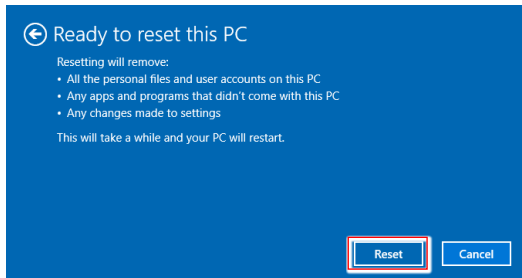 Ready to reset this PC
Resetting will remove:
• All the personal files and user accounts on this PC
• Any apps and programs that didn't come with this PC
• Any changes made to settings
This will take a while and your PC will restart.
Reset Cancel